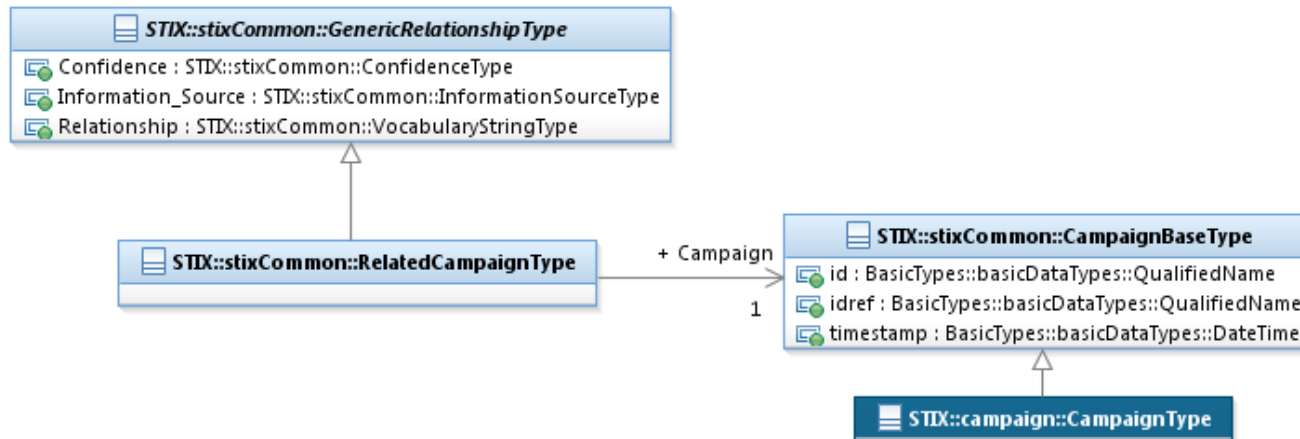 STIX::stixCommon::GenericRelationshipType
Confidence : STIX::stixCommon::ConfidenceType
Information_Source : STIX::stixCommon::InformationSourceType
Relationship : STIX::stixCommon::VocabularyStringType
STIX::stixCommon::RelatedCampaignType
+ Campaign
1
STIX::stixCommon::CampaignBaseType
id : BasicTypes::basicDataTypes::QualifiedName
idref : BasicTypes::basicDataTypes::QualifiedName
timestamp : BasicTypes::basicDataTypes::DateTime
STIX::campaign::CampaignType